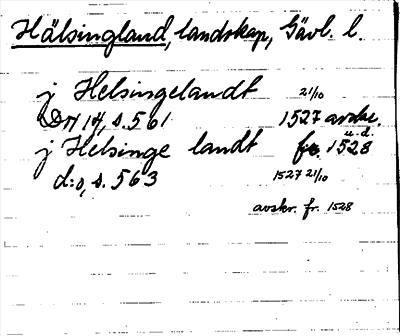 Hälsingland, landskap, Gävl. l.
j Helsingelandt 21/10
DN 14, s. 561 1527 avskr.
u.d.
j Helsinge landt fr. 1528
d:o, s. 563 1527 21/10
avskr. fr. 1528